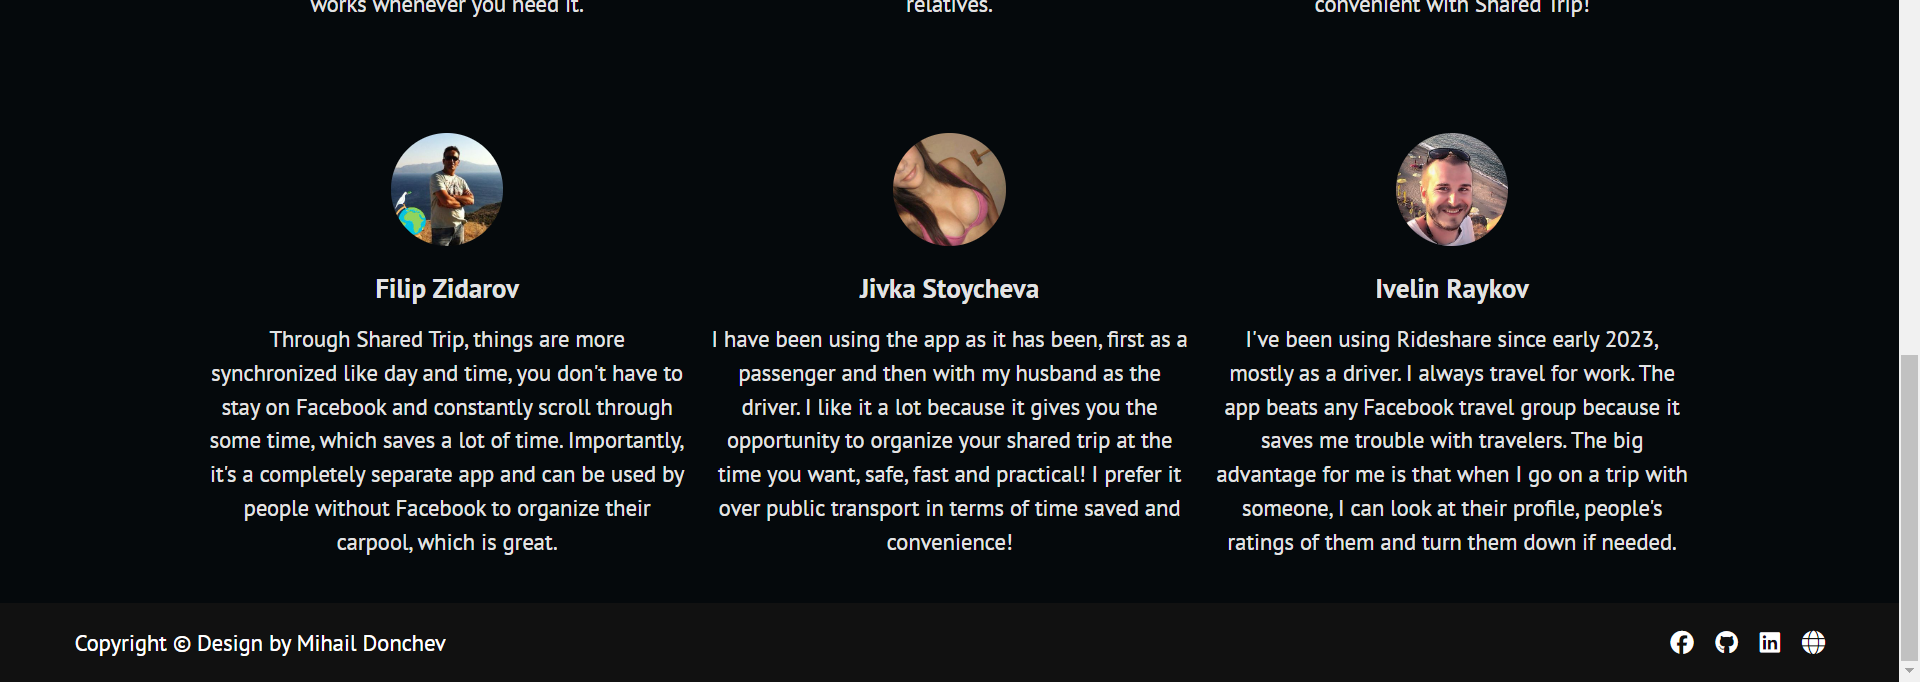 works whenever you need it.
relatives.
convenient with Shared Trip!
Filip Zidarov
Through Shared Trip, things are more
synchronized like day and time, you don't have to
stay on Facebook and constantly scroll through
some time, which saves a lot of time. Importantly,
it's a completely separate app and can be used by
people without Facebook to organize their
carpool, which is great.
Jivka Stoycheva
I have been using the app as it has been, first as a
passenger and then with my husband as the
driver. I like it a lot because it gives you the
opportunity to organize your shared trip at the
time you want, safe, fast and practical! I prefer it
over public transport in terms of time saved and
convenience!
Ivelin Raykov
I've been using Rideshare since early 2023,
mostly as a driver. I always travel for work. The
app beats any Facebook travel group because it
saves me trouble with travelers. The big
advantage for me is that when I go on a trip with
someone, I can look at their profile, people's
ratings of them and turn them down if needed.
Copyright © Design by Mihail Donchev